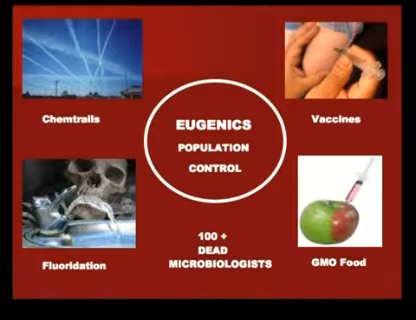 Chemtrails
Vaccines
EUGENICS
POPULATION
CONTROL
Fluoridation
100 +
DEAD
MICROBIOLOGISTS
GMO Food